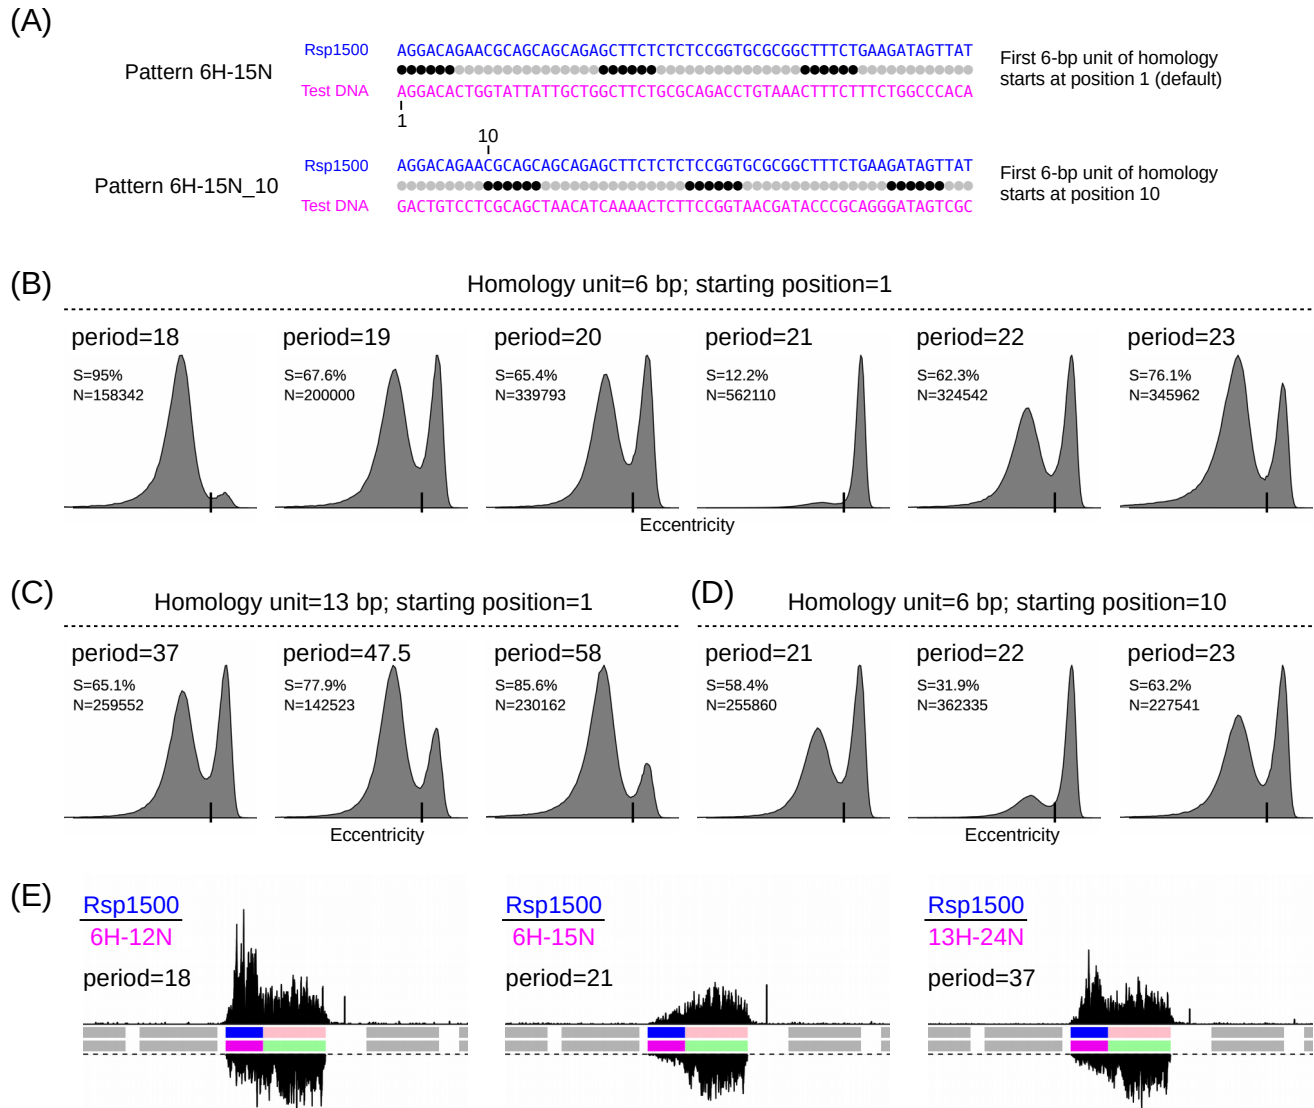 (A)
Rsp1500 AGGACAGAACGCAGCAGCAGAGCTTCTCTCTCCGGTGCGCGGCTTTCTGAAGATAGTTAT
Pattern 6H-15N
First 6-bp unit of homology
starts at position 1 (default)
Test DNA AGGACACTGGTATTATTGCTGGCTTCTGCGCAGACCTGTAAACTTTCTTTCTGGCCCACA
1
10
Rsp1500 AGGACAGAACGCAGCAGCAGAGCTTCTCTCTCCGGTGCGCGGCTTTCTGAAGATAGTTAT
Pattern 6H-15N_10
First 6-bp unit of homology
starts at position 10
Test DNA GACTGTCCTCGCAGCTAACATCAAAACTCTTCCGGTAACGATACCCGCAGGGATAGTCGC
(B)
Homology unit=6 bp; starting position=1
period=18
S=95%
N=158342
period=19
S=67.6%
N=200000
period=20
S=65.4%
N=339793
period=21
S=12.2%
N=562110
period=22
S=62.3%
N=324542
period=23
S=76.1%
N=345962
Eccentricity
(C)
Homology unit=13 bp; starting position=1
period=37
S=65.1%
N=259552
period=47.5
S=77.9%
N=142523
period=58
S=85.6%
N=230162
Eccentricity
(D)
Homology unit=6 bp; starting position=10
period=21
S=58.4%
N=255860
period=22
S=31.9%
N=362335
period=23
S=63.2%
N=227541
Eccentricity
(E)
Rsp1500
6H-12N
period=18
Rsp1500
6H-15N
period=21
Rsp1500
13H-24N
period=37